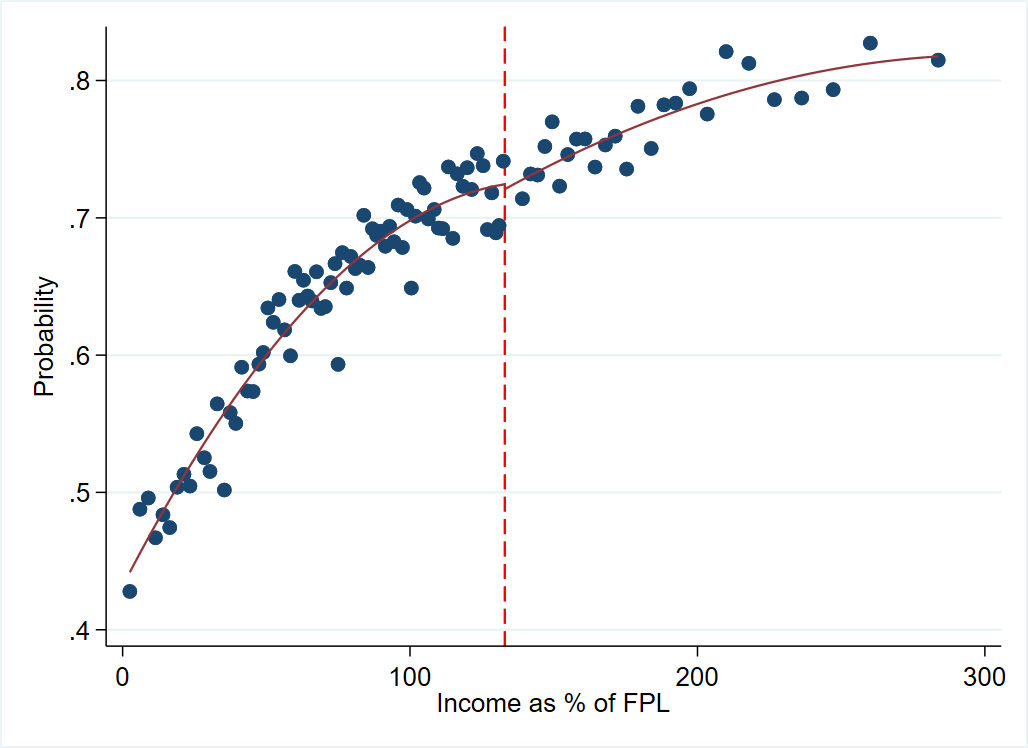 .8
.7
.6
.5
.4
Probability
0 100 200 300
Income as % of FPL